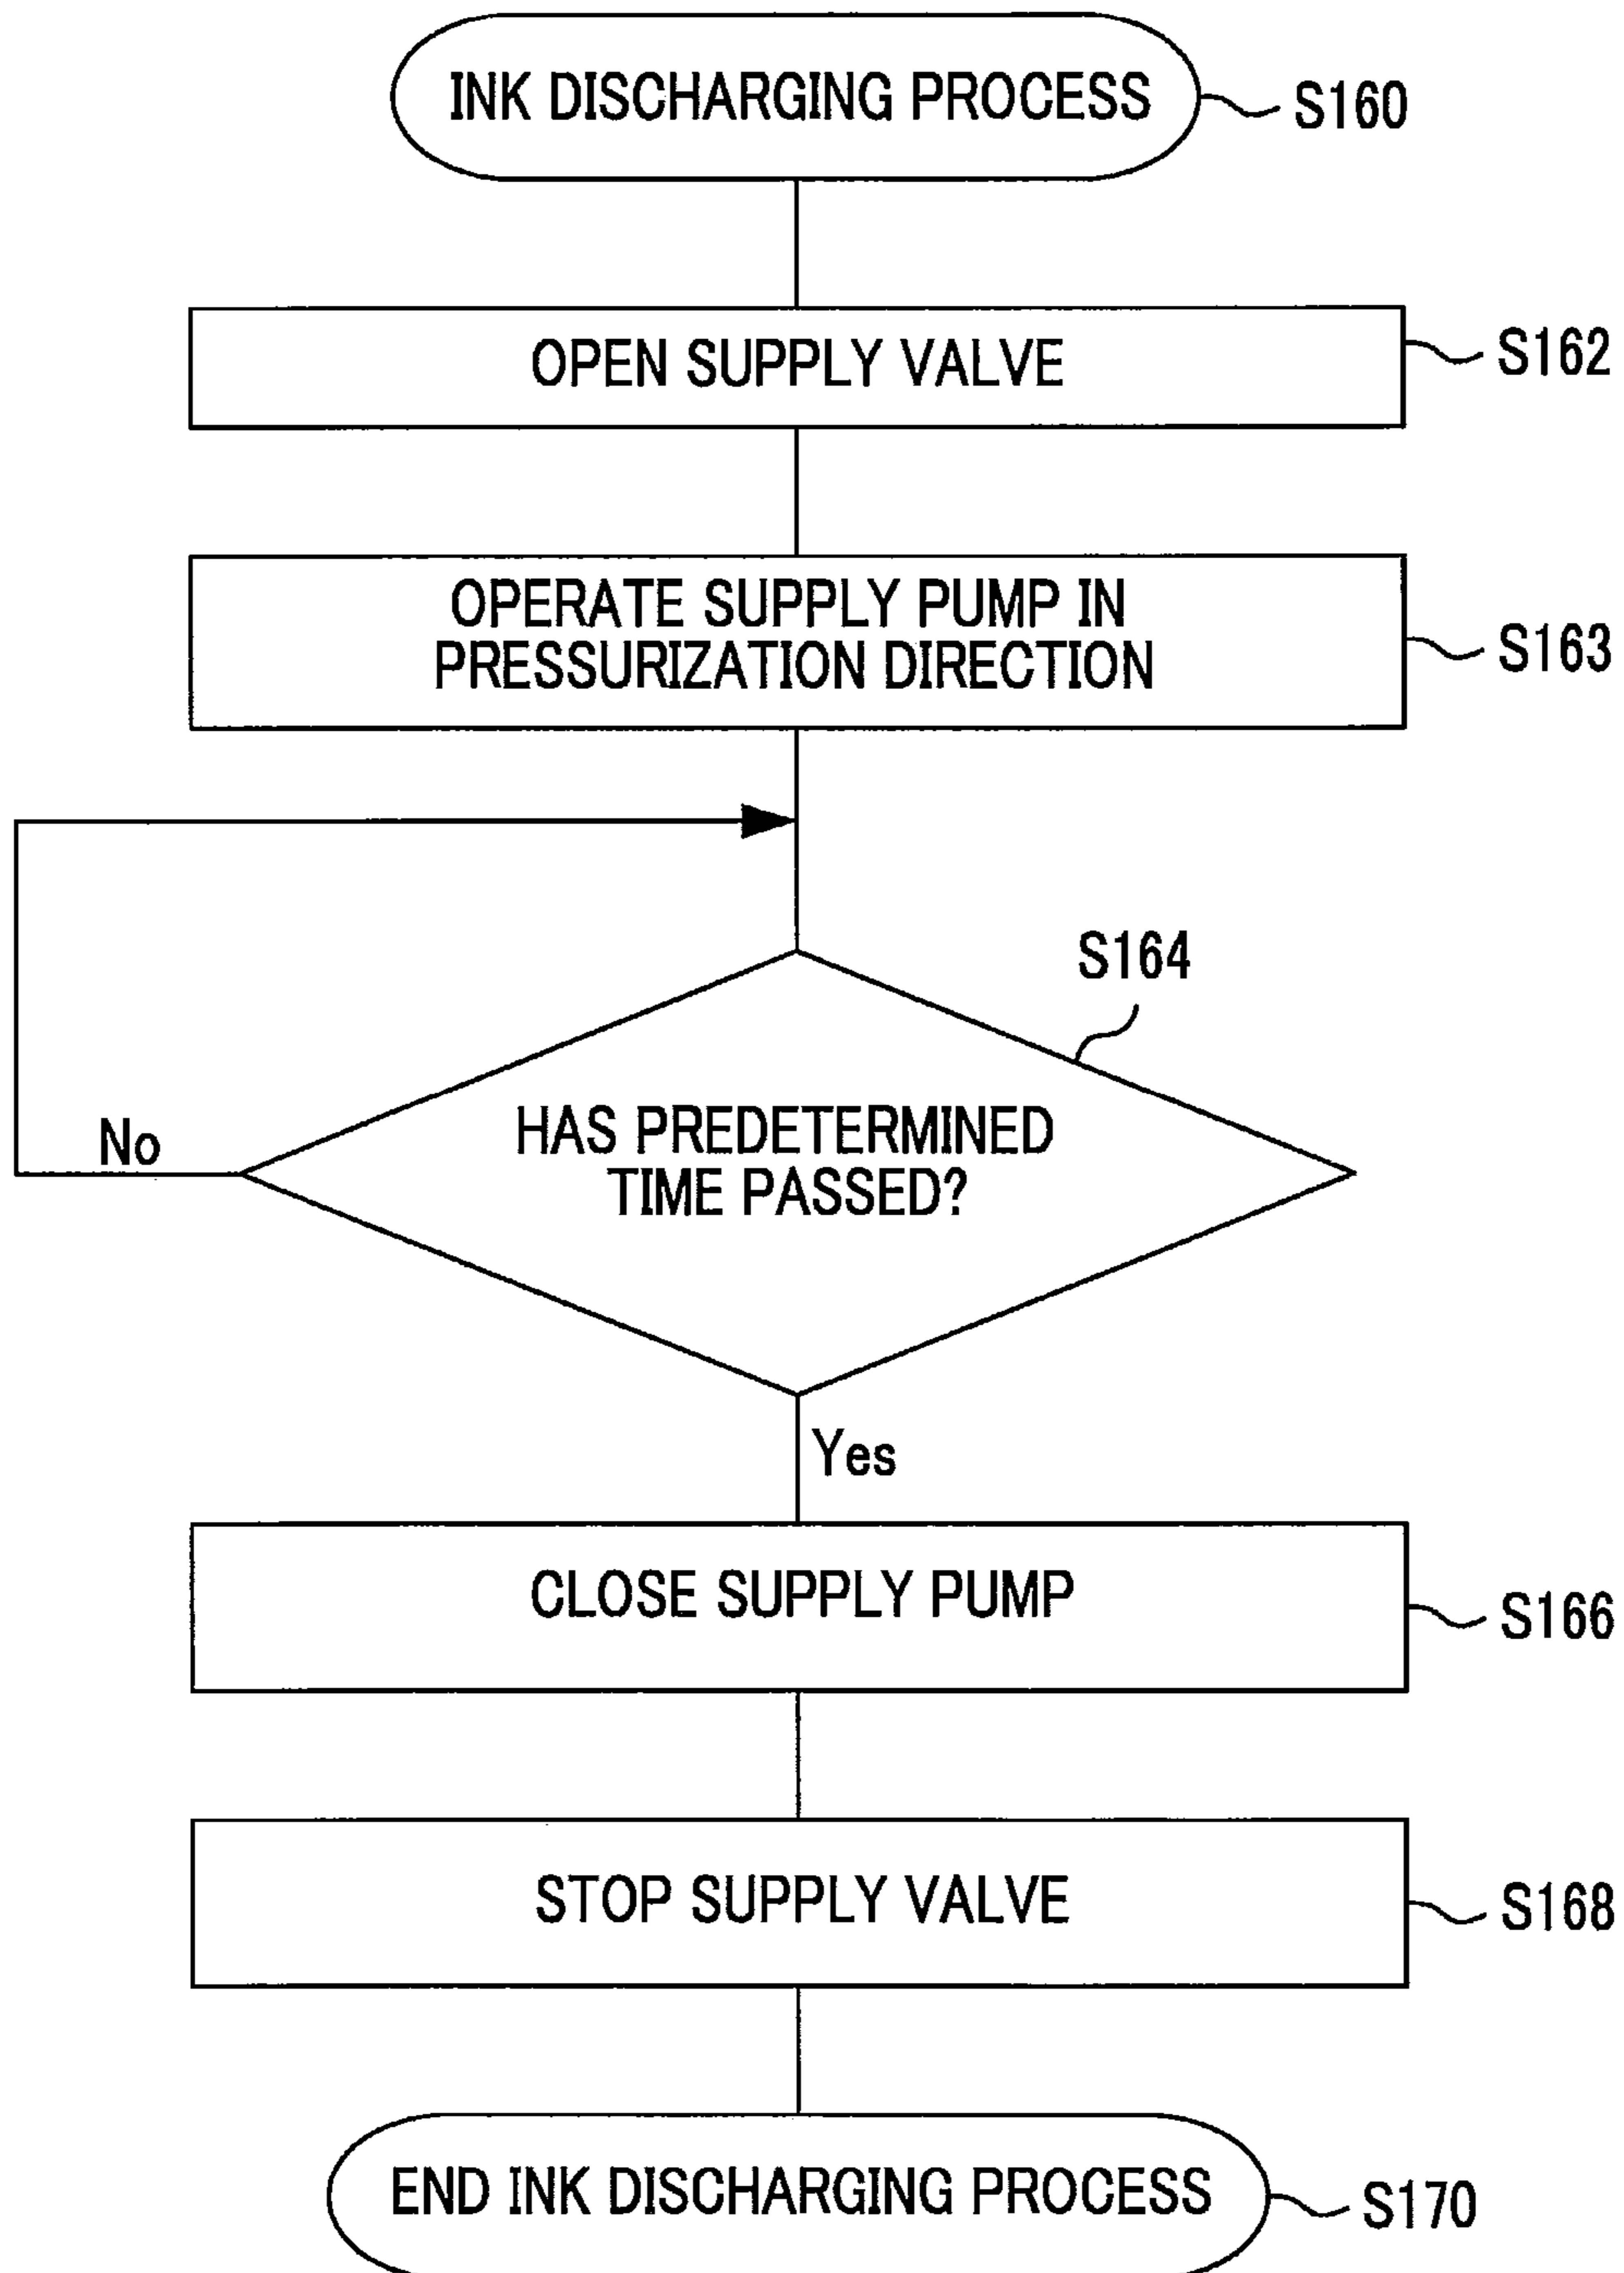 INK DISCHARGING PROCESS
S160
OPEN SUPPLY VALVE
S162
OPERATE SUPPLY PUMP IN
PRESSURIZATION DIRECTION
S163
S164
HAS PREDETERMINED
TIME PASSED?
No
Yes
CLOSE SUPPLY PUMP
S166
STOP SUPPLY VALVE
S168
END INK DISCHARGING PROCESS
S170